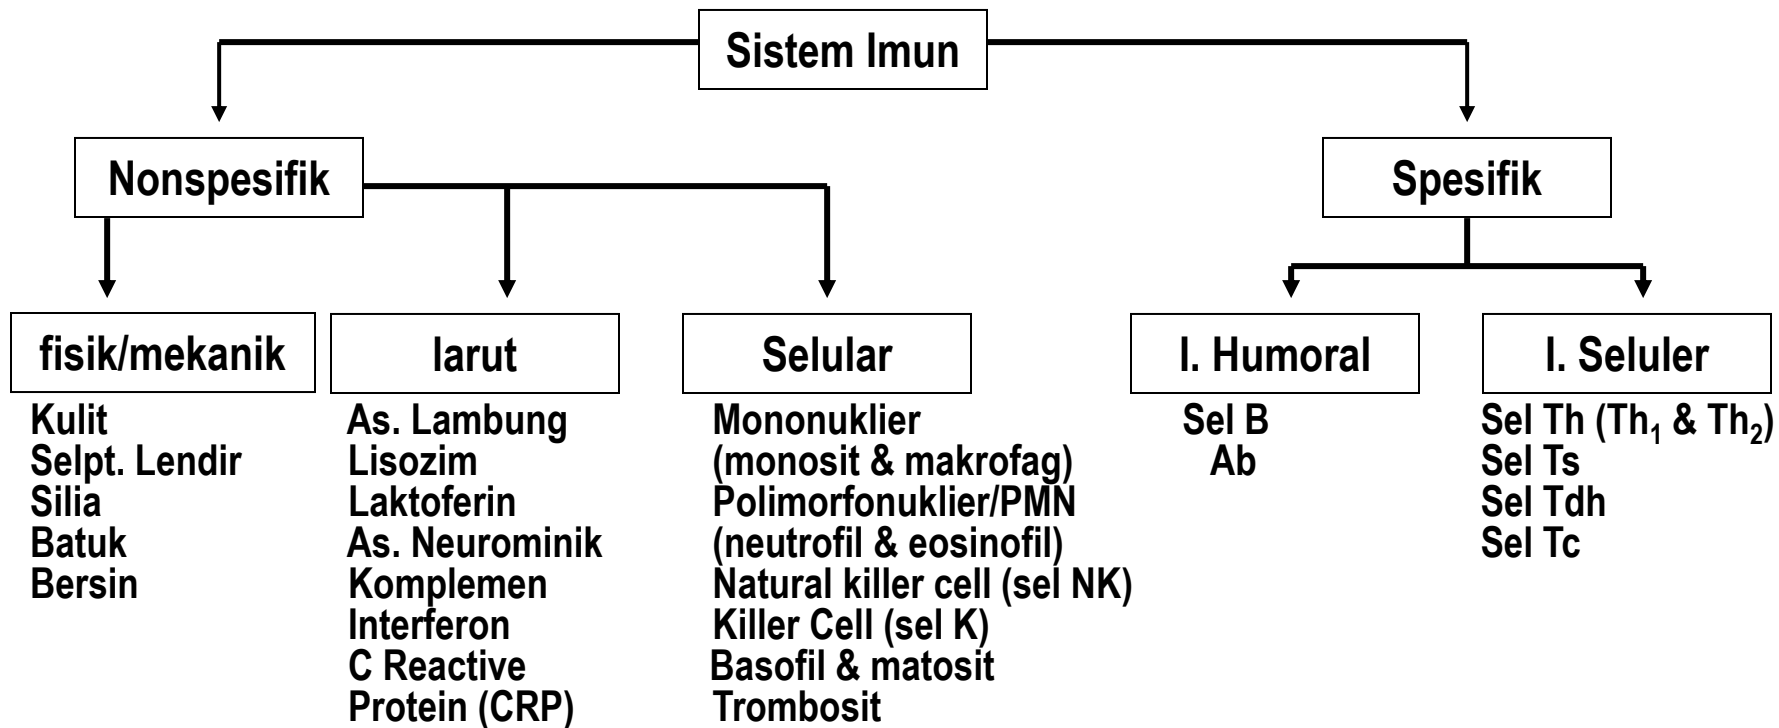 Sistem Imun
Nonspesifik
Spesifik
fisik/mekanik
larut
Selular
I. Humoral
I. Seluler
Kulit
Selpt. Lendir
Silia
Batuk
Bersin
As. Lambung
Lisozim
Laktoferin
As. Neurominik
Komplemen
Interferon
C Reactive
Protein (CRP)
Mononuklier
(monosit & makrofag)
Polimorfonuklier/PMN
(neutrofil & eosinofil)
Natural killer cell (sel NK)
Killer Cell (sel K)
Basofil & matosit
Trombosit
Sel B
Ab
Sel Th (Th₁ & Th₂)
Sel Ts
Sel Tdh
Sel Tc